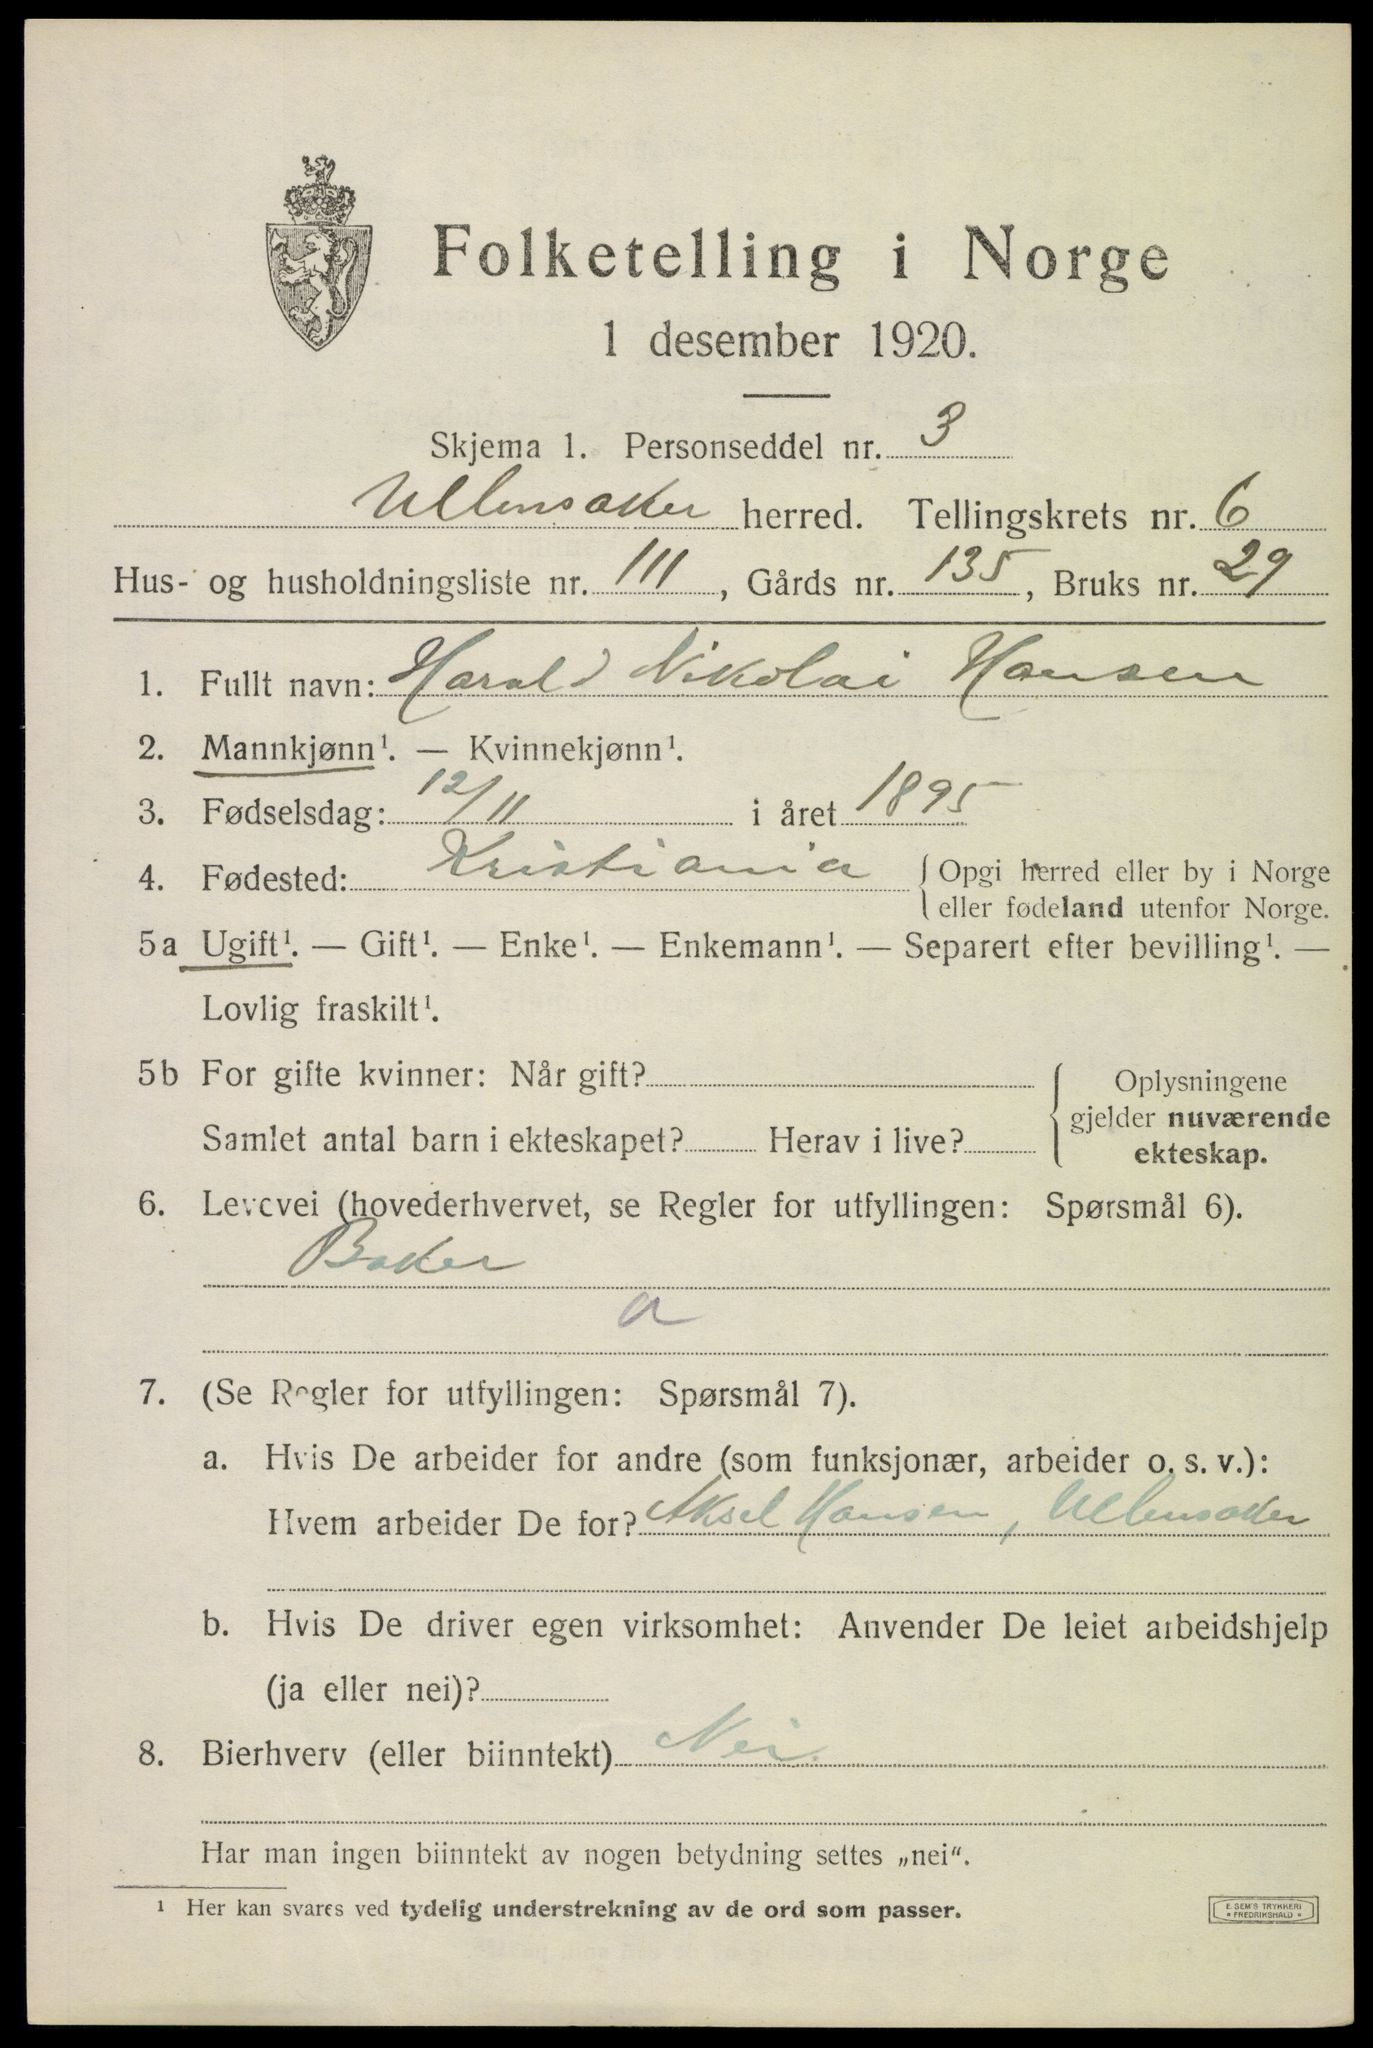 Folketelling i Norge
1 desember 1920.
Skjema 1. Personseddel nr. 3
Ullensaker herred. Tellingskrets nr. 6
Hus- og husholdningsliste nr. 111, Gårds nr. 135, Bruks nr. 29
1. Fullt navn: Harald Nikolai Hansen
2. Mannkjønn¹. — Kvinnekjønn¹.
3. Fødselsdag: 12/11 i året 1895
4. Fødested: Kristiania {Opgi herred eller by i Norge
eller fødeland utenfor Norge.
5a Ugift¹. — Gift¹. — Enke¹. — Enkemann¹. — Separert efter bevilling¹. —
Lovlig fraskilt¹.
5b For gifte kvinner: Når gift? { Oplysningene
gjelder nuværende
Samlet antal barn i ekteskapet? Herav i live? ekteskap.
6. Levevei (hovederhvervet, se Regler for utfyllingen: Spørsmål 6).
Baker
a
7. (Se Regler for utfyllingen: Spørsmål 7).
a. Hvis De arbeider for andre (som funksjonær, arbeider o. s. v.):
Hvem arbeider De for? Aksel Hansen, Ullensaker
b. Hvis De driver egen virksomhet: Anvender De leiet arbeidshjelp
(ja eller nei)?
8. Bierhverv (eller biinntekt) Nei.
Har man ingen biinntekt av nogen betydning settes „nei“.
¹ Her kan svares ved tydelig understrekning av de ord som passer.
E. SEM'S TRYKKERI
• FREDRIKSHALD •